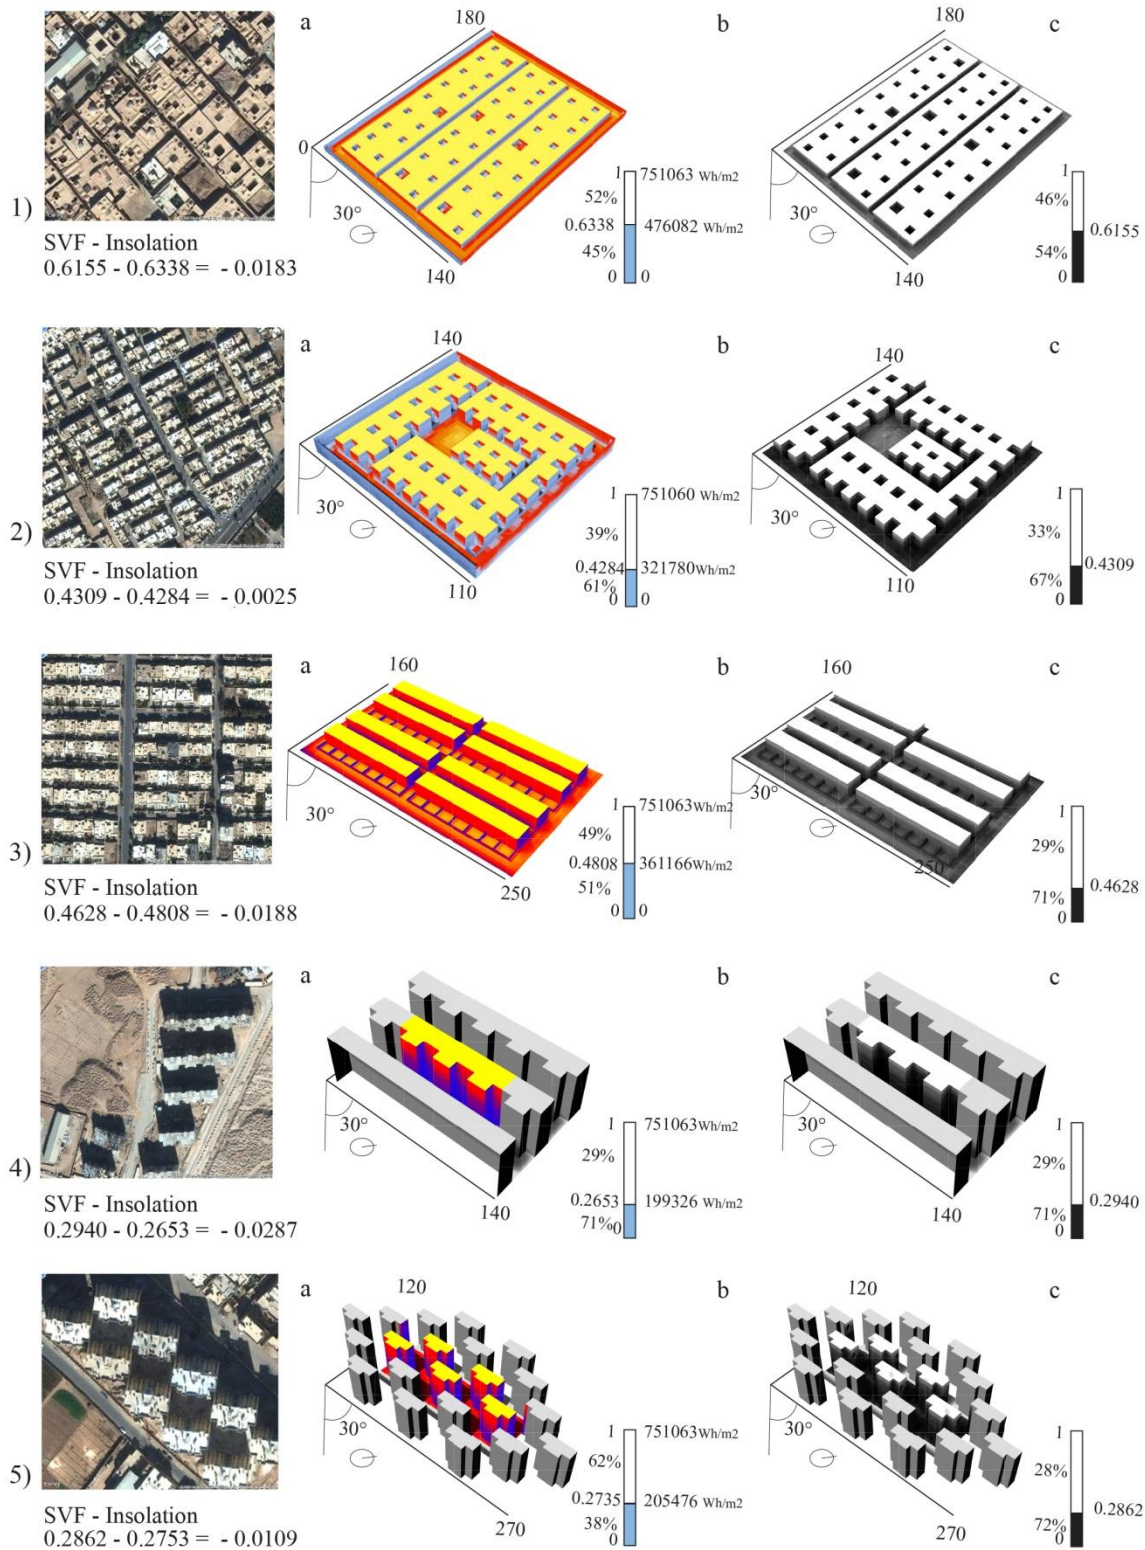 a
180
b
180
c
0
1
751063 Wh/m2
52%
0.6338
476082 Wh/m2
45%
0
0
30°
140
1
46%
0.6155
54%
0
30°
140
1)
SVF - Insolation
0.6155 - 0.6338 = - 0.0183
a
140
b
140
c
1
751060 Wh/m2
39%
0.4284
321780Wh/m2
61%
0
0
30°
110
1
33%
0.4309
67%
0
30°
110
2)
SVF - Insolation
0.4309 - 0.4284 = - 0.0025
a
160
b
160
c
1
751063Wh/m2
49%
0.4808
361166Wh/m2
51%
0
0
30°
250
1
29%
0.4628
71%
0
30°
250
3)
SVF - Insolation
0.4628 - 0.4808 = - 0.0188
a
b
c
1
751063Wh/m2
29%
0.2653
199326 Wh/m2
71%
0
30°
140
1
29%
0.2940
71%
0
30°
140
4)
SVF - Insolation
0.2940 - 0.2653 = - 0.0287
a
120
b
120
c
1
751063Wh/m2
62%
0.2735
205476 Wh/m2
38%
0
30°
270
1
28%
0.2862
72%
0
30°
270
5)
SVF - Insolation
0.2862 - 0.2753 = - 0.0109